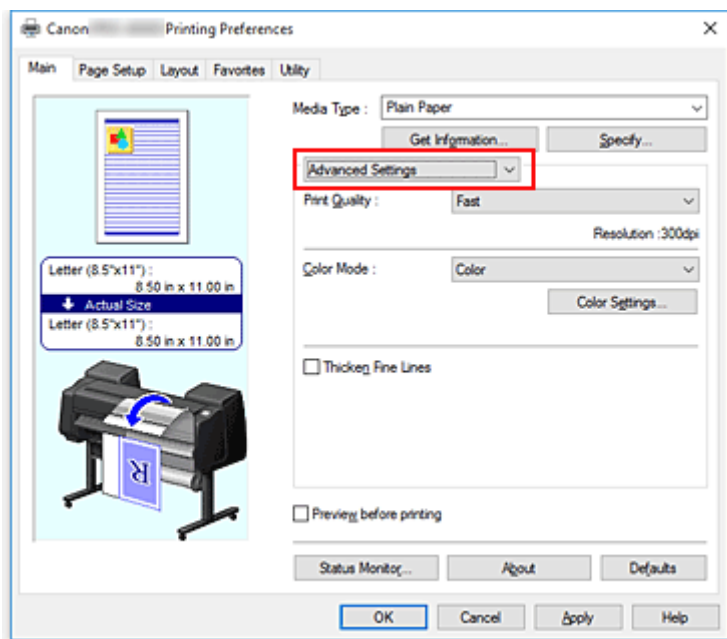 Canon Printing Preferences
Main Page Setup Layout Favorites Utility
Media Type : Plain Paper
Get Information... Specify...
Advanced Settings
Print Quality : Fast
Resolution :300dpi
Letter (8.5"x11") :
8.50 in x 11.00 in
Actual Size
Letter (8.5"x11") :
8.50 in x 11.00 in
Color Mode : Color
Color Settings...
Thicken Fine Lines
R
Preview before printing
Status Monitor... About Defaults
OK Cancel Apply Help